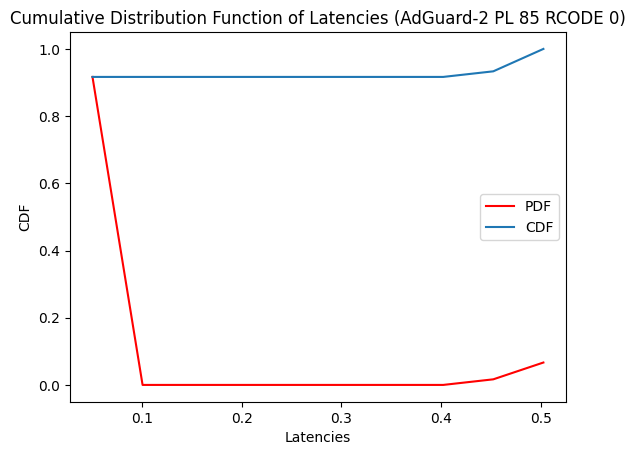 Cumulative Distribution Function of Latencies (AdGuard-2 PL 85 RCODE 0)
1.0
0.8
0.6
0.4
0.2
0.0
CDF
PDF
CDF
0.1
0.2
0.3
0.4
0.5
Latencies